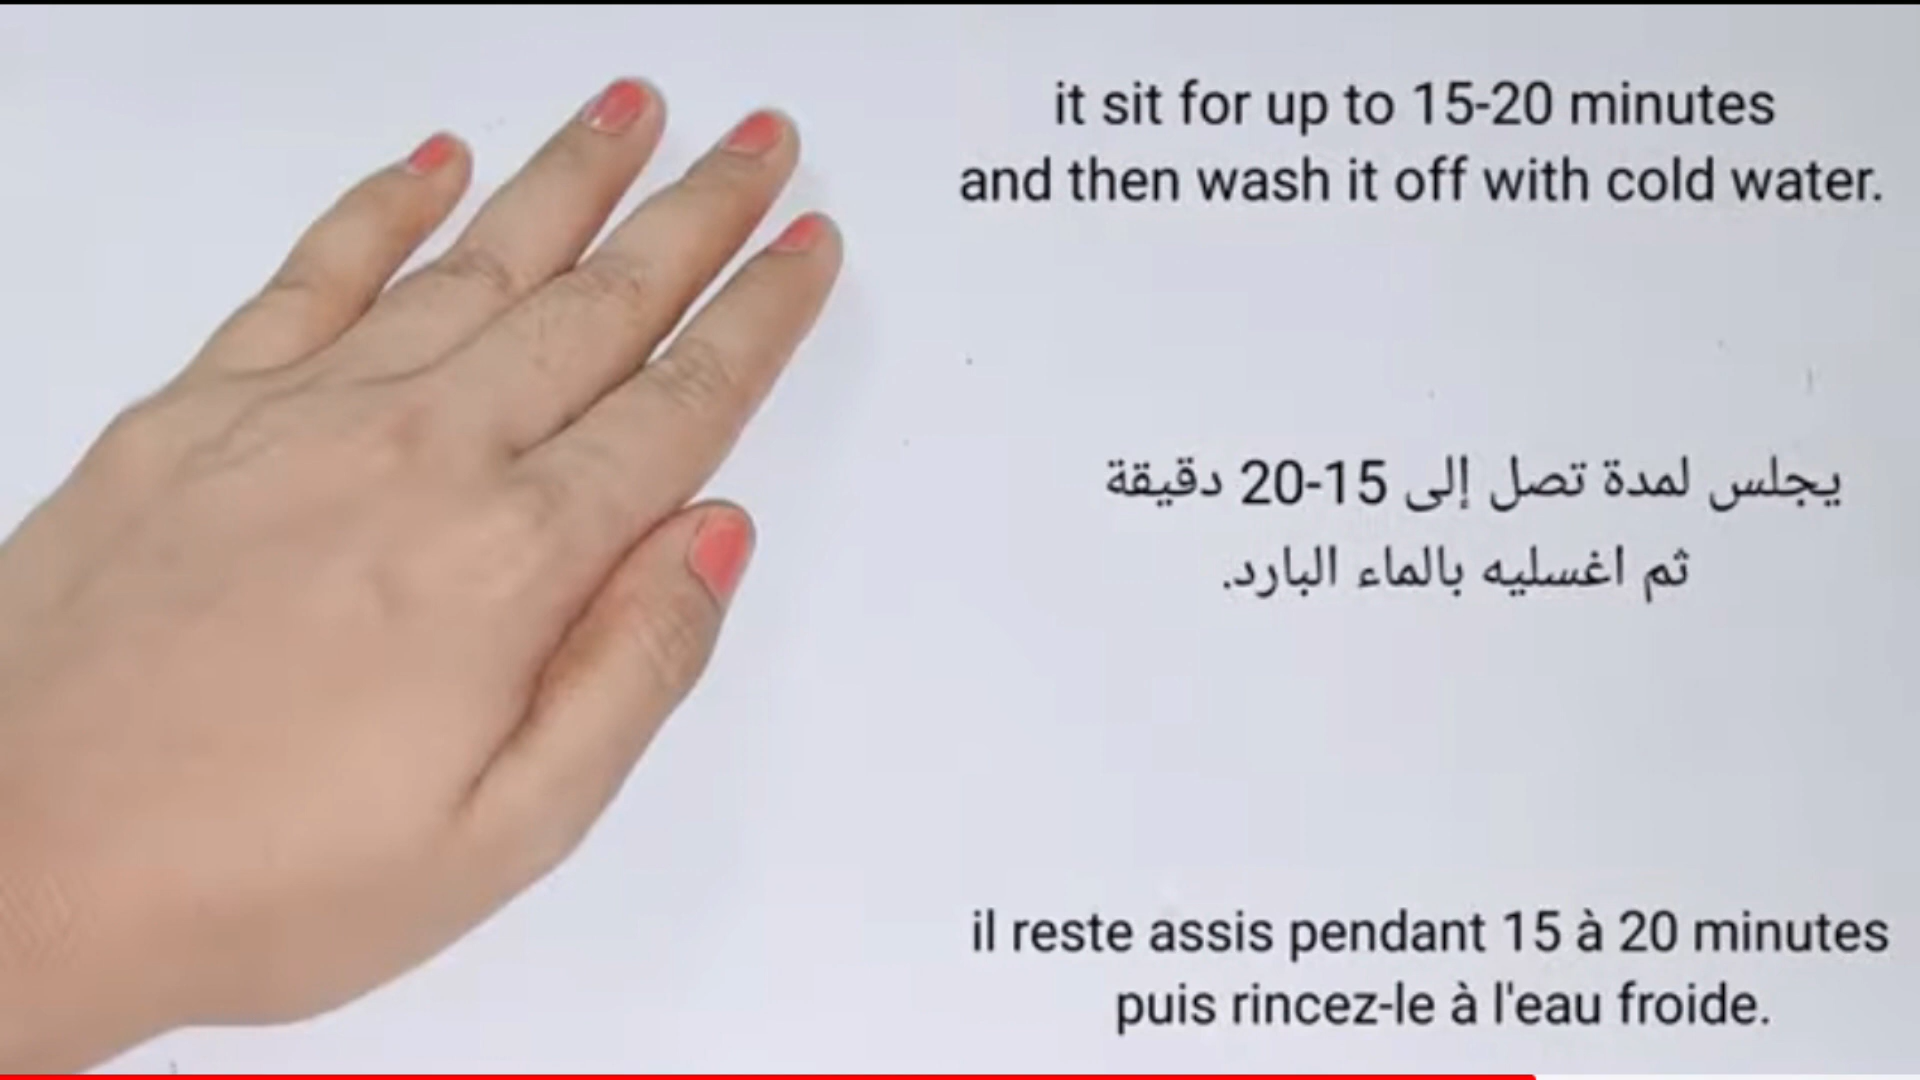 it sit for up to 15-20 minutes
and then wash it off with cold water.
يجلس لمدة تصل إلى 15-20 دقيقة
ثم اغسليه بالماء البارد.
il reste assis pendant 15 à 20 minutes
puis rincez-le à l'eau froide.